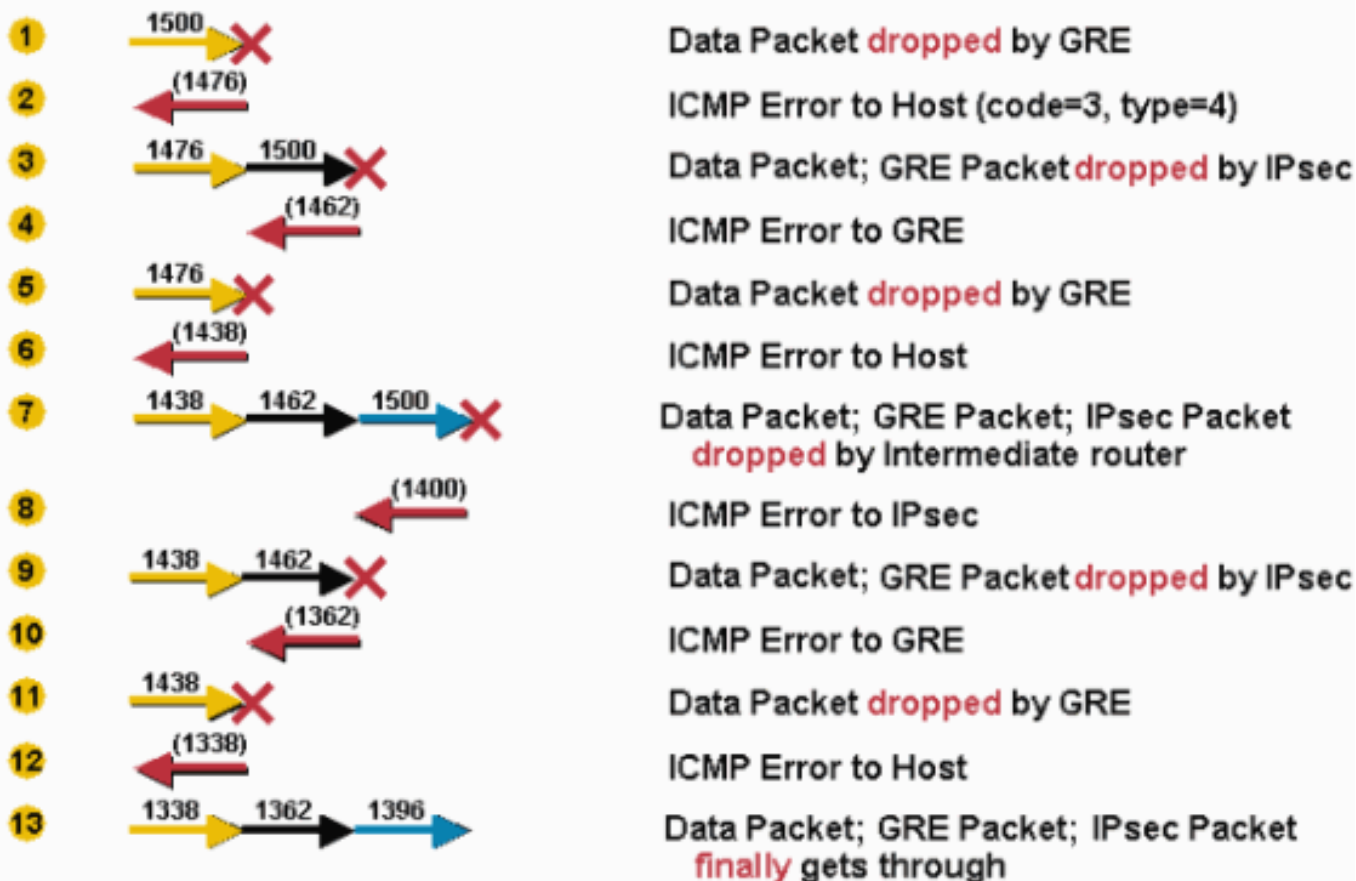 1 1500 Data Packet dropped by GRE
2 (1476) ICMP Error to Host (code=3, type=4)
3 1476 1500 Data Packet; GRE Packet dropped by IPsec
4 (1462) ICMP Error to GRE
5 1476 Data Packet dropped by GRE
6 (1438) ICMP Error to Host
7 1438 1462 1500 Data Packet; GRE Packet; IPsec Packet
dropped by Intermediate router
8 (1400) ICMP Error to IPsec
9 1438 1462 Data Packet; GRE Packet dropped by IPsec
10 (1362) ICMP Error to GRE
11 1438 Data Packet dropped by GRE
12 (1338) ICMP Error to Host
13 1338 1362 1396 Data Packet; GRE Packet; IPsec Packet
finally gets through